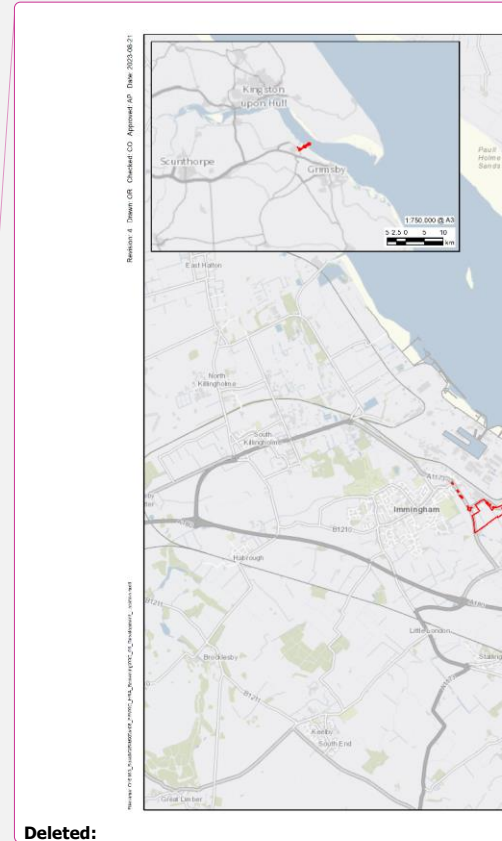 Revision: 4 Drawn: OR Checked: CO Approved: AP Date: 2023-08-21
Kingston
upon Hull
Scunthorpe
Grimsby
1:750,000 @ A3
5 2.5 0 5 10
km
Paull
Holme
Sands
East Halton
North
Killingholme
South
Killingholme
Immingham
B1210
Habrough
Little London
Stalling
Brocklesby
B1211
Keelby
South End
Great Limber
Deleted: